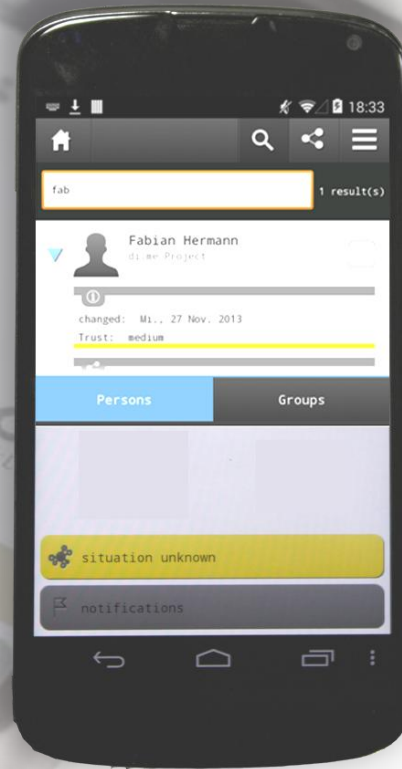 18:33
fab
1 result(s)
Fabian Hermann
di.me Project
changed: Mi., 27 Nov. 2013
Trust: medium
Persons
Groups
situation unknown
notifications